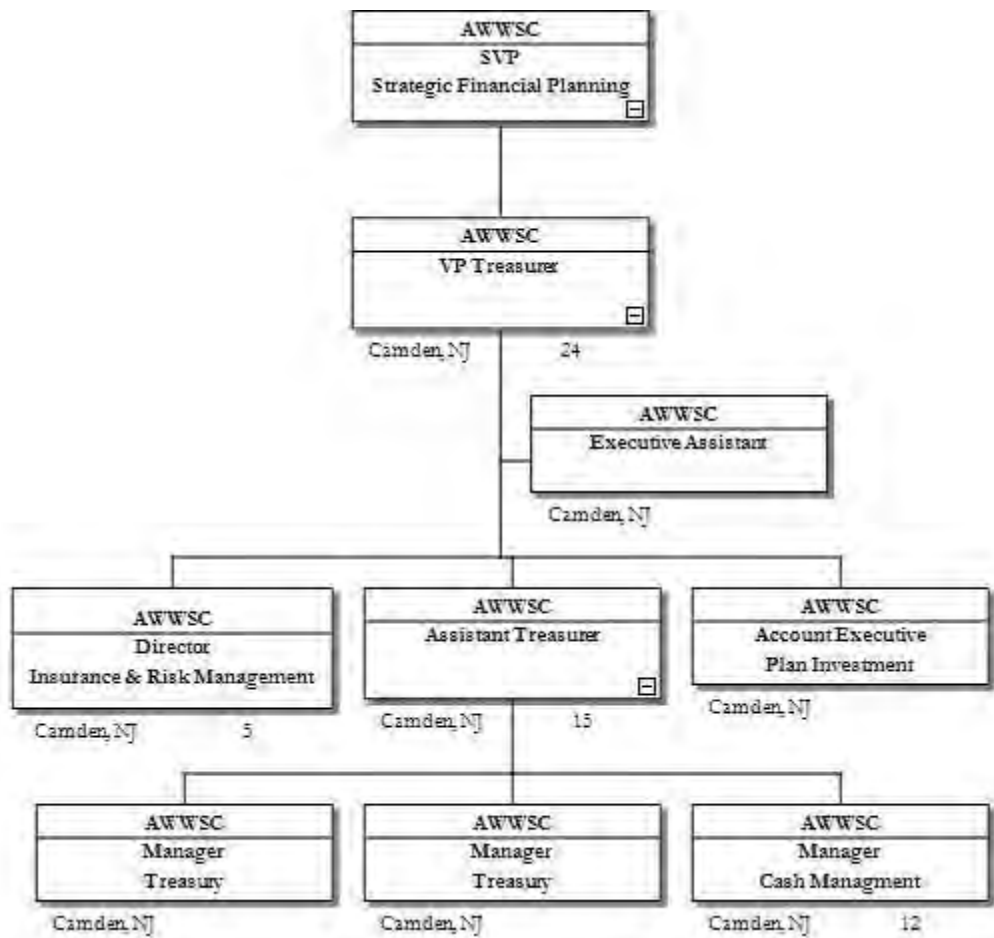 AWWSC
SVP
Strategic Financial Planning
AWWSC
VP Treasurer
Camden, NJ 24
AWWSC
Executive Assistant
Camden, NJ
AWWSC
Director
Insurance & Risk Management
Camden, NJ 5
AWWSC
Assistant Treasurer
Camden, NJ 15
AWWSC
Account Executive
Plan Investment
Camden, NJ
AWWSC
Manager
Treasury
Camden, NJ
AWWSC
Manager
Treasury
Camden, NJ
AWWSC
Manager
Cash Managment
Camden, NJ 12